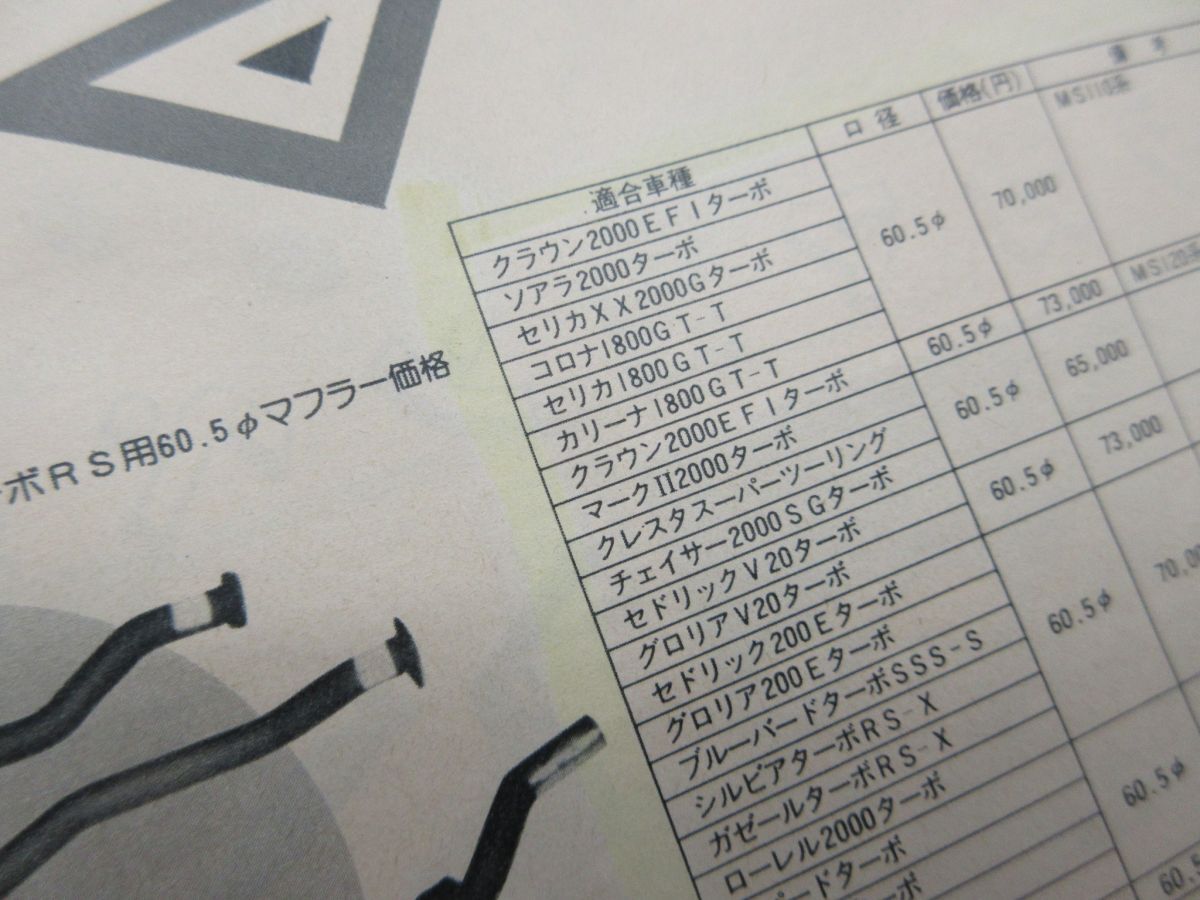 適合車種 口径 価格(円) 備考
クラウン2000EFIターボ 60.5φ 70,000 MS110系
ソアラ2000ターボ
セリカXX2000Gターボ
コロナ1800GT-T
セリカ1800GT-T
カリーナ1800GT-T
クラウン2000EFIターボ 60.5φ 73,000 MS120系
マークII2000ターボ 60.5φ 65,000
クレスタスーパーツーリング
チェイサー2000SGターボ
セドリックV20ターボ 60.5φ 73,000
グロリアV20ターボ
セドリック200Eターボ 60.5φ
グロリア200Eターボ
ブルーバードターボSSS-S
シルビアターボRS-X
ガゼールターボRS-X
ローレル2000ターボ 60.5φ
ードターボ
ーボ 60.5
ボRS用60.5φマフラー価格